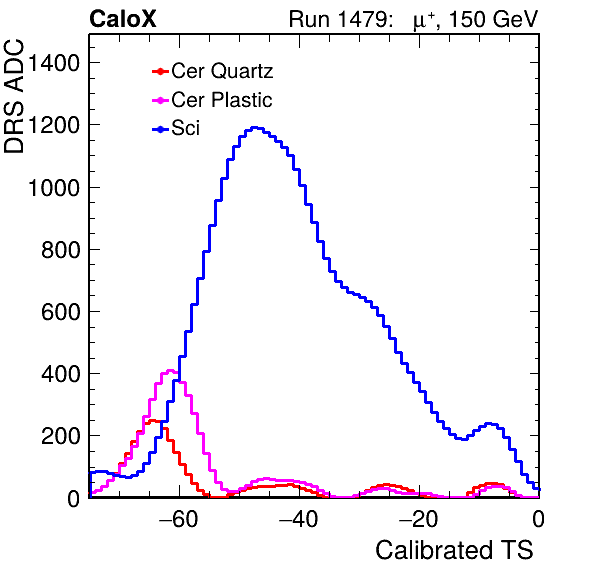 CaloX Run 1479: μ⁺, 150 GeV
DRS ADC
1400
1200
1000
800
600
400
200
0
Cer Quartz
Cer Plastic
Sci
−60 −40 −20 0
Calibrated TS